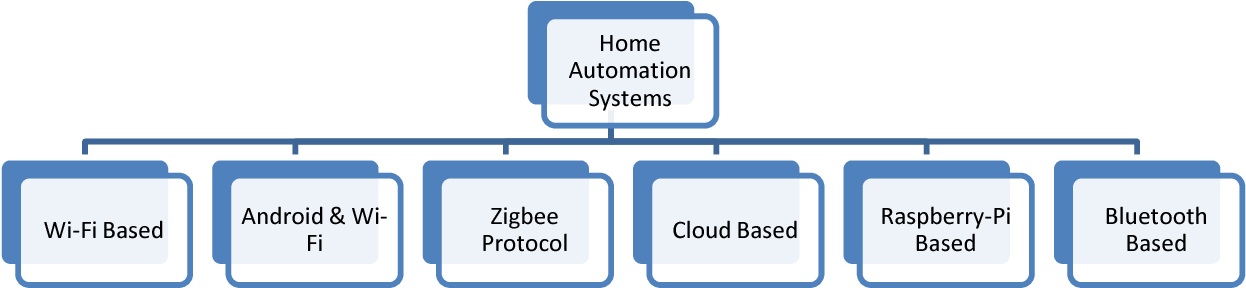 Home
Automation
Systems
Wi-Fi Based
Android & Wi-
Fi
Zigbee
Protocol
Cloud Based
Raspberry-Pi
Based
Bluetooth
Based